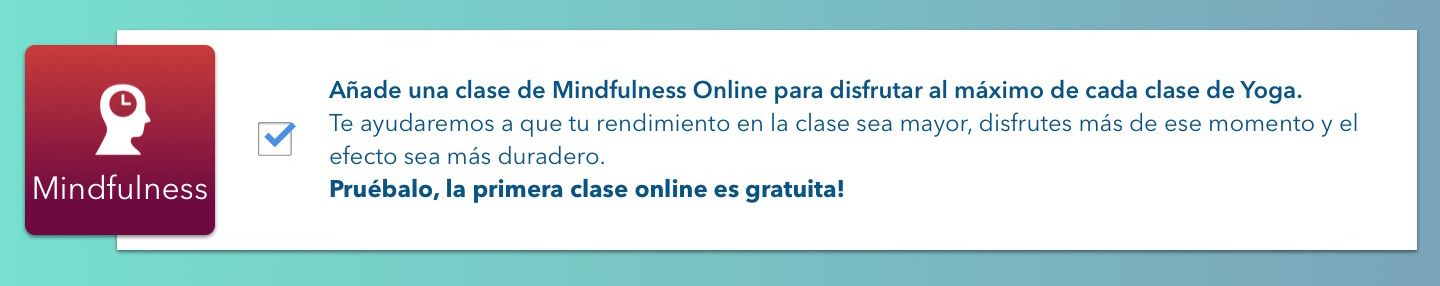 Mindfulness
Añade una clase de Mindfulness Online para disfrutar al máximo de cada clase de Yoga.
Te ayudaremos a que tu rendimiento en la clase sea mayor, disfrutes más de ese momento y el
efecto sea más duradero.
Pruébalo, la primera clase online es gratuita!